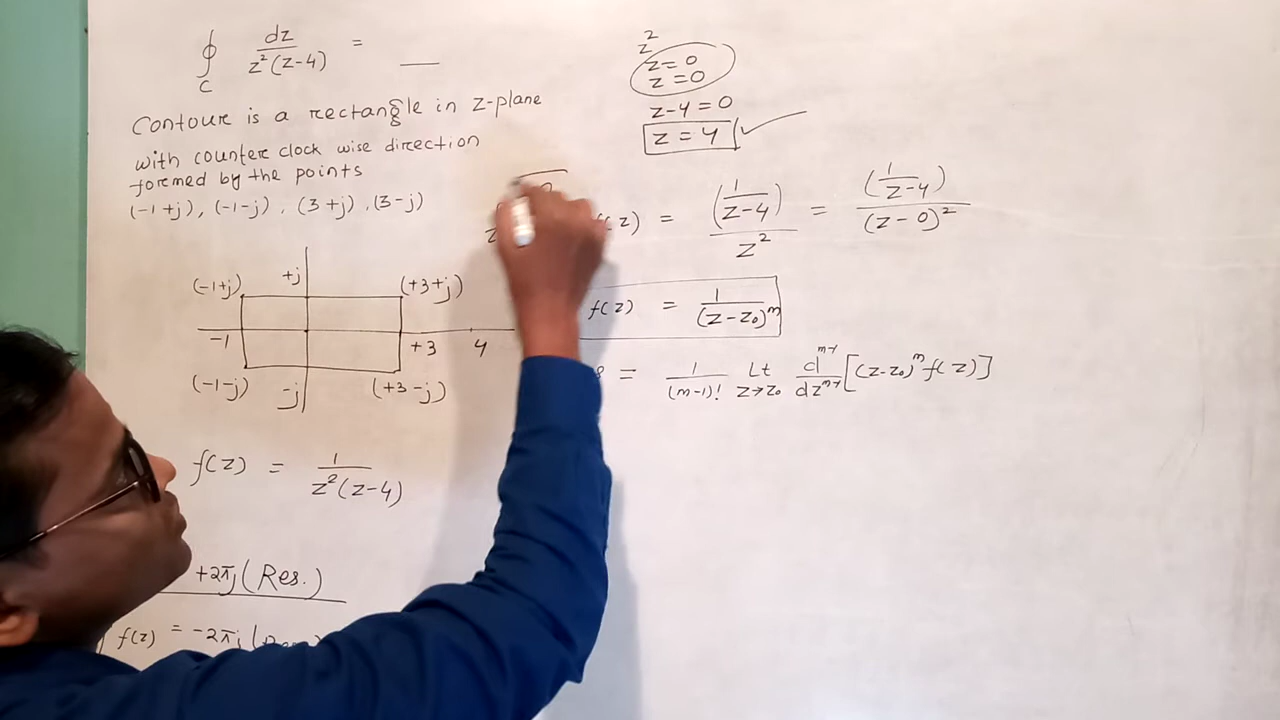 ∮_C dz / z²(z-4) = __
Contour is a rectangle in z-plane
with counter clock wise direction
formed by the points
(-1+j), (-1-j), (3+j), (3-j)
(-1+j) +j (+3+j)
-1 +3 4
(-1-j) -j (+3-j)
f(z) = 1 / z²(z-4)
+2πj(Res.)
f(z) = -2πj
z²
z=0
z=0
z-4=0
z=4 ✓
z) = (1/(z-4)) / z² = (1/(z-4)) / (z-0)²
f(z) = 1 / (z-z₀)^m
= 1/(m-1)! Lt z→z₀ d^(m-1)/dz^(m-1) [(z-z₀)^m f(z)]